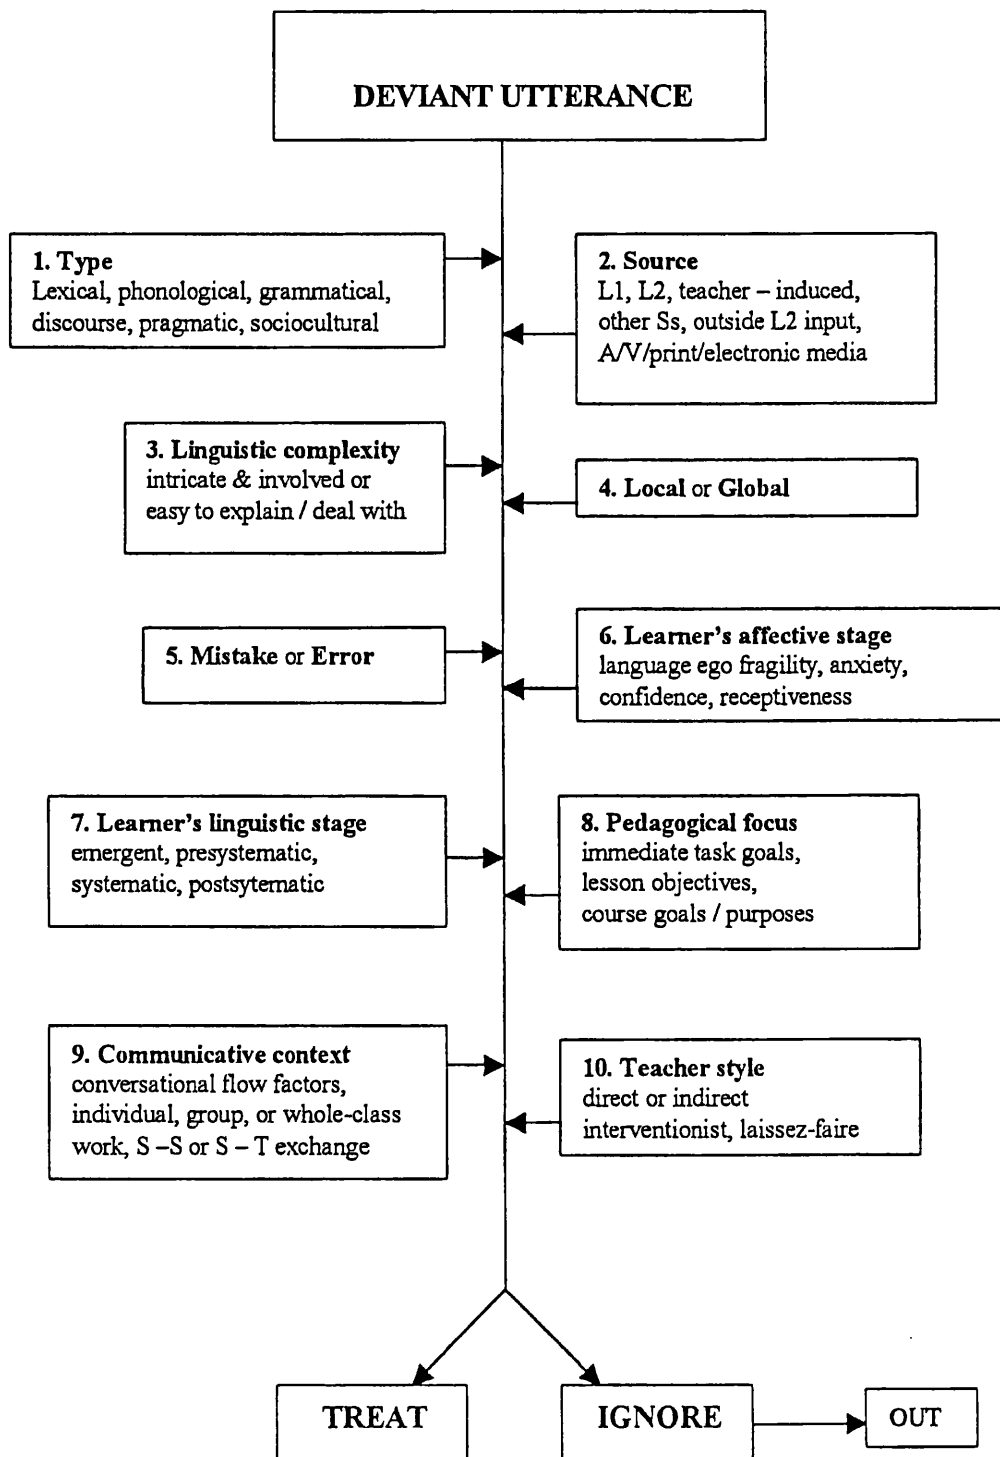 DEVIANT UTTERANCE
1. Type
Lexical, phonological, grammatical,
discourse, pragmatic, sociocultural
2. Source
L1, L2, teacher – induced,
other Ss, outside L2 input,
A/V/print/electronic media
3. Linguistic complexity
intricate & involved or
easy to explain / deal with
4. Local or Global
5. Mistake or Error
6. Learner's affective stage
language ego fragility, anxiety,
confidence, receptiveness
7. Learner's linguistic stage
emergent, presystematic,
systematic, postsytematic
8. Pedagogical focus
immediate task goals,
lesson objectives,
course goals / purposes
9. Communicative context
conversational flow factors,
individual, group, or whole-class
work, S –S or S – T exchange
10. Teacher style
direct or indirect
interventionist, laissez-faire
TREAT
IGNORE
OUT